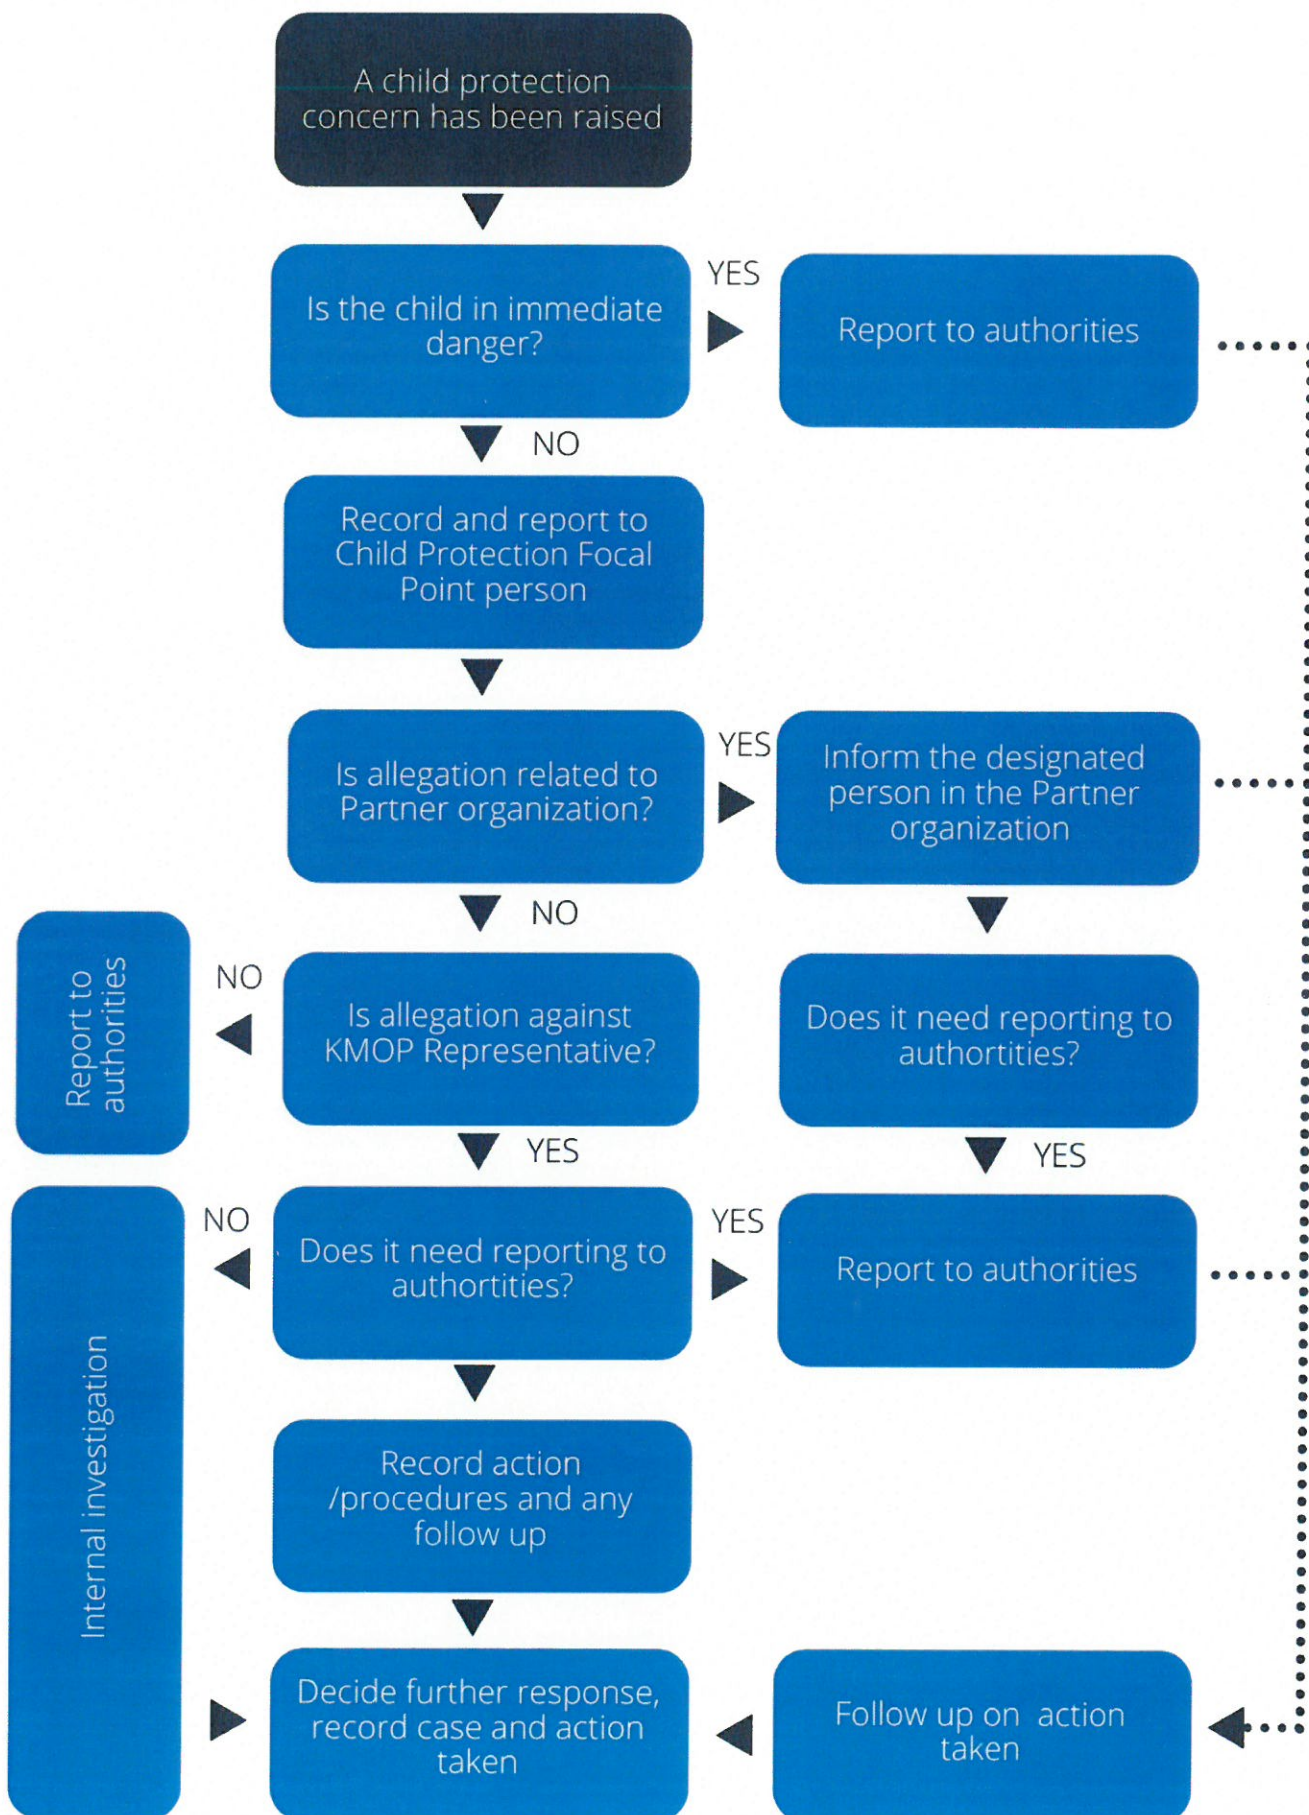 A child protection
concern has been raised
Is the child in immediate
danger?
YES
Report to authorities
NO
Record and report to
Child Protection Focal
Point person
Is allegation related to
Partner organization?
YES
Inform the designated
person in the Partner
organization
NO
Report to
authorities
NO
Is allegation against
KMOP Representative?
Does it need reporting to
authortities?
YES
YES
Internal investigation
NO
Does it need reporting to
authortities?
YES
Report to authorities
Record action
/procedures and any
follow up
Decide further response,
record case and action
taken
Follow up on action
taken